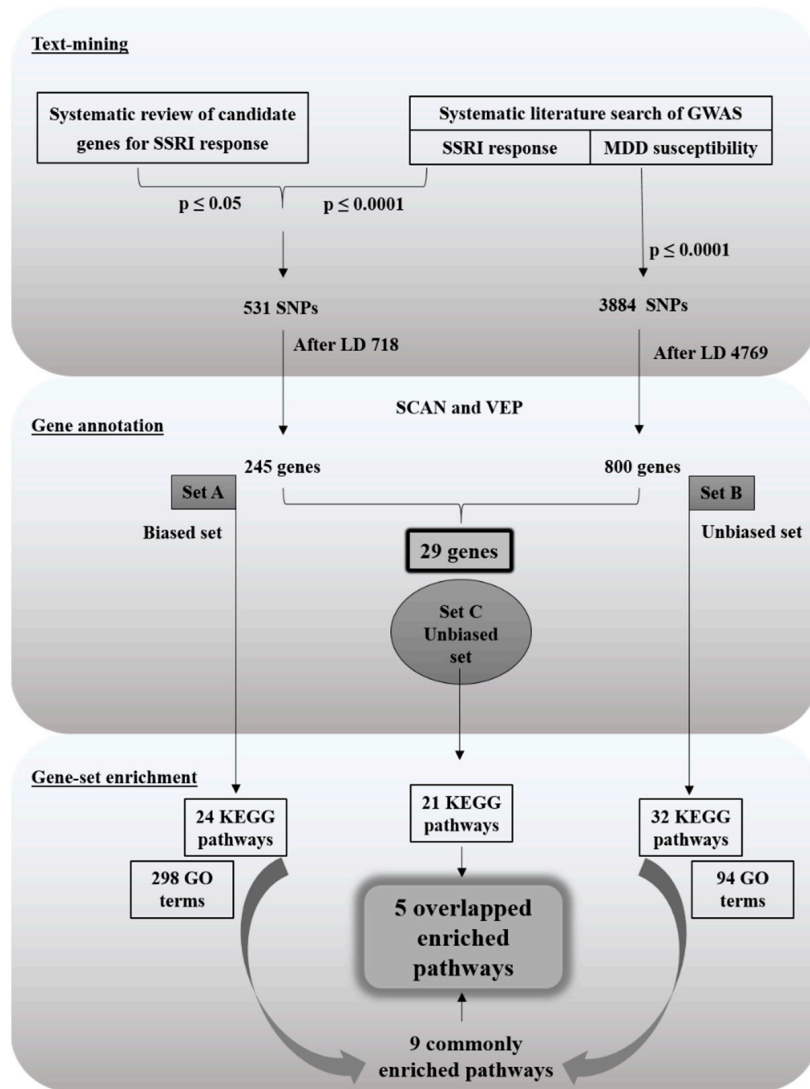 Text-mining
Systematic review of candidate
genes for SSRI response
Systematic literature search of GWAS
SSRI response
MDD susceptibility
p ≤ 0.05
p ≤ 0.0001
p ≤ 0.0001
531 SNPs
3884 SNPs
After LD 718
After LD 4769
SCAN and VEP
Gene annotation
245 genes
800 genes
Set A
Set B
Biased set
Unbiased set
29 genes
Set C
Unbiased
set
Gene-set enrichment
24 KEGG
pathways
21 KEGG
pathways
32 KEGG
pathways
298 GO
terms
94 GO
terms
5 overlapped
enriched
pathways
9 commonly
enriched pathways